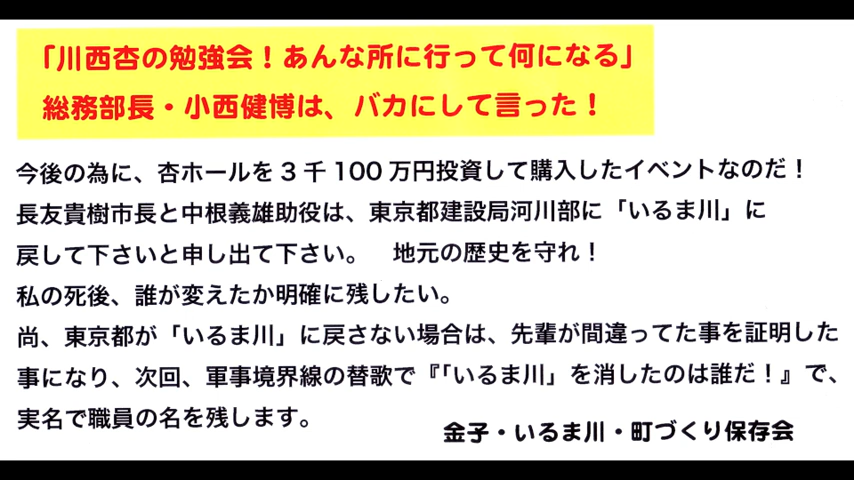 「川西杏の勉強会！あんな所に行って何になる」
総務部長・小西健博は、バカにして言った！
今後の為に、杏ホールを３千100万円投資して購入したイベントなのだ！
長友貴樹市長と中根義雄助役は、東京都建設局河川部に「いるま川」に
戻して下さいと申し出て下さい。　地元の歴史を守れ！
私の死後、誰が変えたか明確に残したい。
尚、東京都が「いるま川」に戻さない場合は、先輩が間違ってた事を証明した
事になり、次回、軍事境界線の替歌で『「いるま川」を消したのは誰だ！』で、
実名で職員の名を残します。
金子・いるま川・町づくり保存会